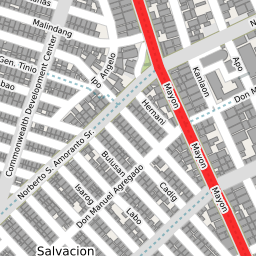 Malindang
Gen. Tinio
Commonwealth Development Center
Ipo
Angelo
Mayon
Kanlaon
Apo
Hernani
Don M
Norberto S. Amoranto Sr.
Mayon
Bulusan
Don Manuel Agregado
Isarog
Cadig
Labo
Mayon
Salvacion